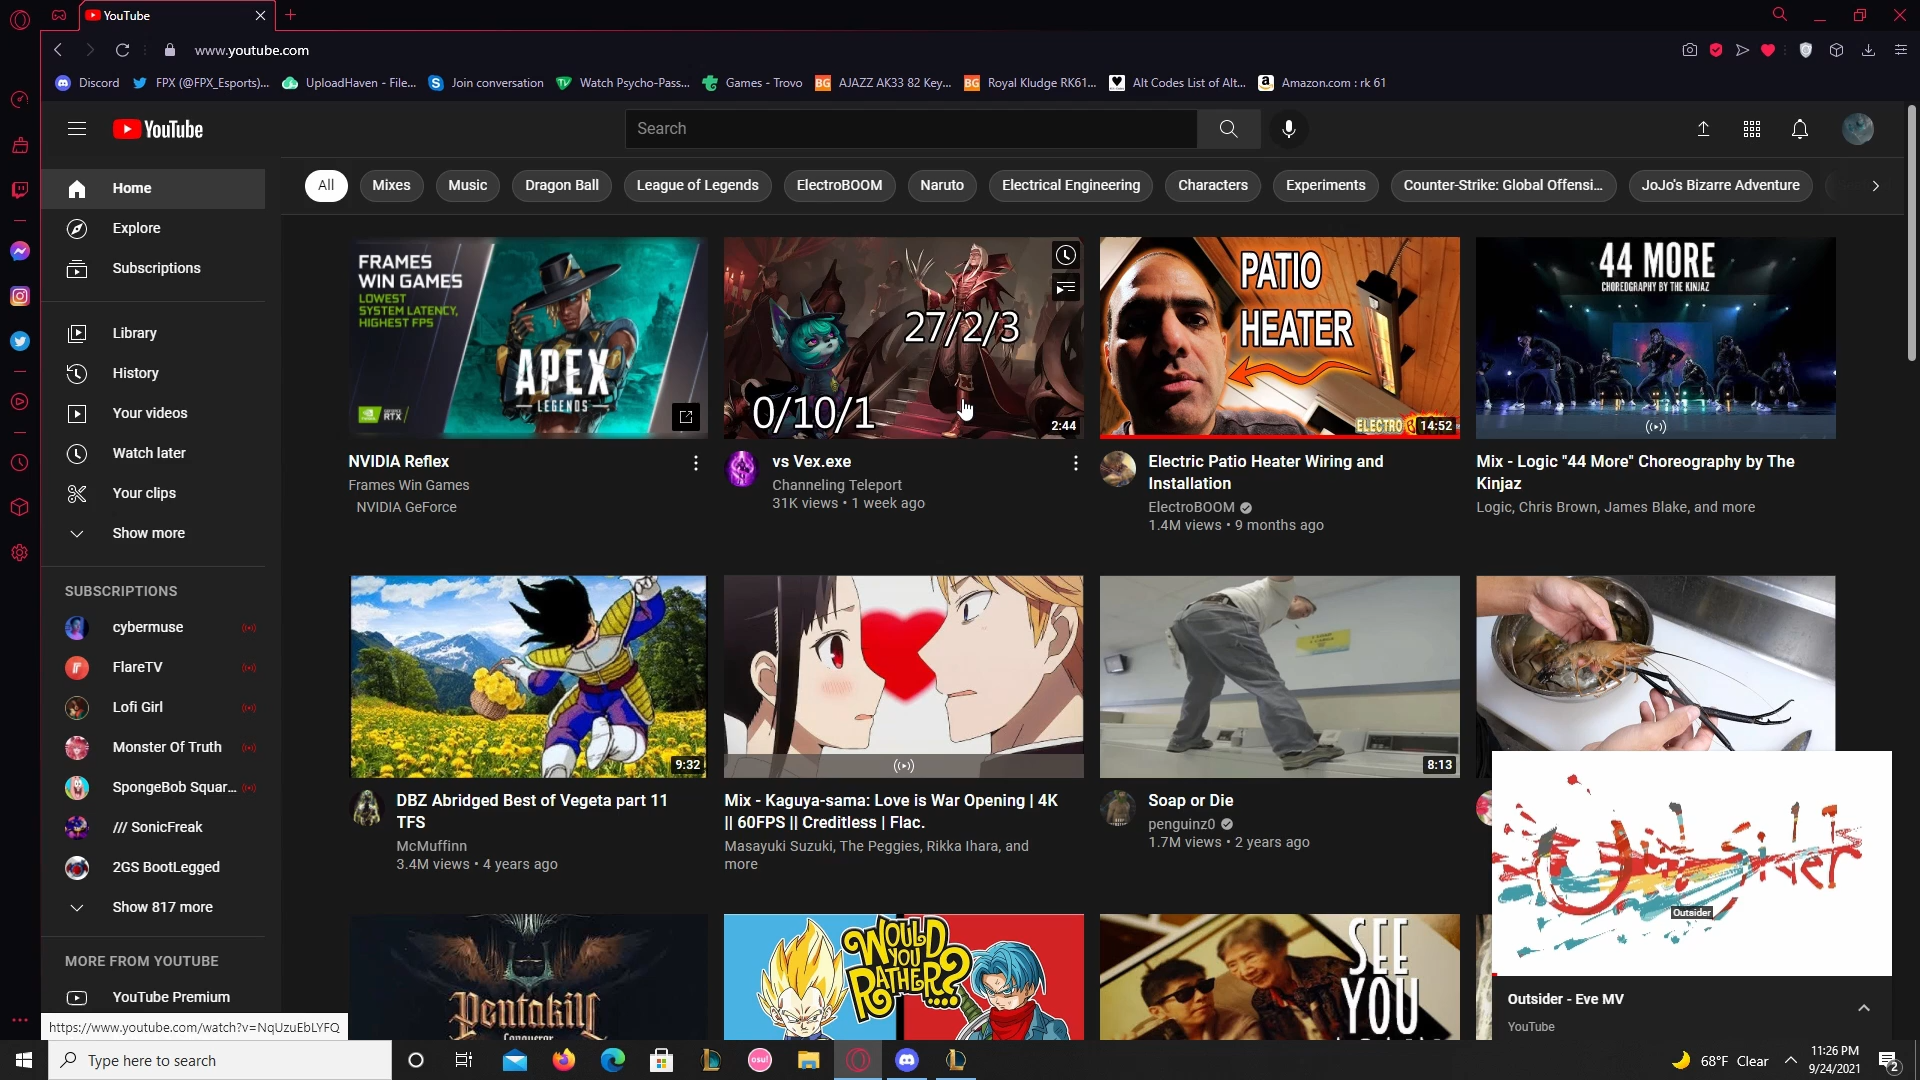 YouTube
www.youtube.com
Discord
FPX (@FPX_Esports)...
UploadHaven - File...
Join conversation
Watch Psycho-Pass...
Games - Trovo
AJAZZ AK33 82 Key...
Royal Kludge RK61...
Alt Codes List of Alt...
Amazon.com : rk 61
YouTube
Search
All
Mixes
Music
Dragon Ball
League of Legends
ElectroBOOM
Naruto
Electrical Engineering
Characters
Experiments
Counter-Strike: Global Offensi...
JoJo's Bizarre Adventure
Home
Explore
Subscriptions
Library
History
Your videos
Watch later
Your clips
Show more
SUBSCRIPTIONS
cybermuse
FlareTV
Lofi Girl
Monster Of Truth
SpongeBob Squar...
/// SonicFreak
2GS BootLegged
Show 817 more
MORE FROM YOUTUBE
YouTube Premium
FRAMES
WIN GAMES
LOWEST
SYSTEM LATENCY,
HIGHEST FPS
APEX
LEGENDS
RTX
NVIDIA Reflex
Frames Win Games
NVIDIA GeForce
27/2/3
0/10/1
2:44
vs Vex.exe
Channeling Teleport
31K views • 1 week ago
PATIO
HEATER
ELECTRO
14:52
Electric Patio Heater Wiring and
Installation
ElectroBOOM
1.4M views • 9 months ago
44 MORE
CHOREOGRAPHY BY THE KINJAZ
Mix - Logic "44 More" Choreography by The
Kinjaz
Logic, Chris Brown, James Blake, and more
9:32
DBZ Abridged Best of Vegeta part 11
TFS
McMuffinn
3.4M views • 4 years ago
Mix - Kaguya-sama: Love is War Opening | 4K
|| 60FPS || Creditless | Flac.
Masayuki Suzuki, The Peggies, Rikka Ihara, and
more
8:13
Soap or Die
penguinz0
1.7M views • 2 years ago
Pentakill
Conqueror
WOULD
YOU
RATHER?
SEE
YOU
Outsider
Outsider
Outsider - Eve MV
YouTube
https://www.youtube.com/watch?v=NqUzuEbLYFQ
Type here to search
osu!
68°F Clear
11:26 PM
9/24/2021
2